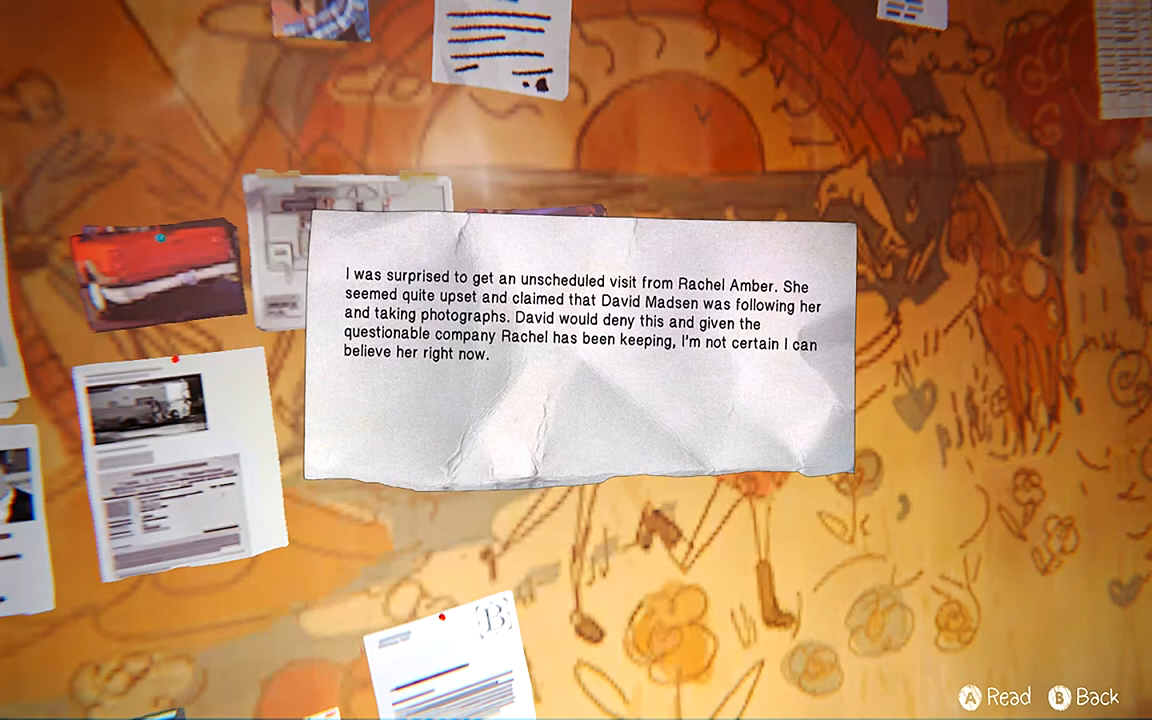 I was surprised to get an unscheduled visit from Rachel Amber. She
seemed quite upset and claimed that David Madsen was following her
and taking photographs. David would deny this and given the
questionable company Rachel has been keeping, I'm not certain I can
believe her right now.
B
A Read B Back